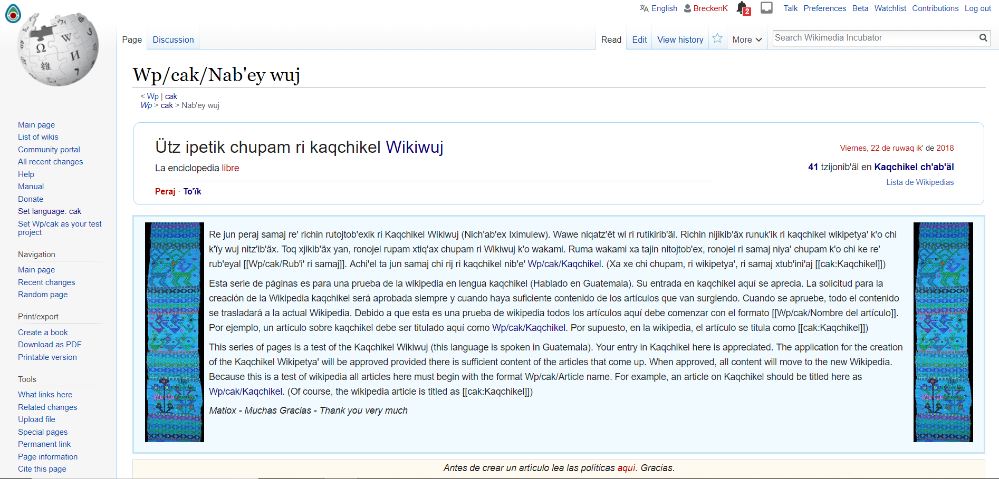 English BreckenK 2 Talk Preferences Beta Watchlist Contributions Log out
Page Discussion Read Edit View history More Search Wikimedia Incubator
Ω W И 維 7
Wp/cak/Nab'ey wuj
< Wp | cak
Wp > cak > Nab'ey wuj
Main page
List of wikis
Community portal
All recent changes
Help
Manual
Donate
Set language: cak
Set Wp/cak as your test
project
Navigation
Main page
Recent changes
Random page
Print/export
Create a book
Download as PDF
Printable version
Tools
What links here
Related changes
Upload file
Special pages
Permanent link
Page information
Cite this page
Ütz ipetik chupam ri kaqchikel Wikiwuj
La enciclopedia libre
Peraj · To'ïk
Viernes, 22 de ruwaq ik' de 2018
41 tzijonib'äl en Kaqchikel ch'ab'äl
Lista de Wikipedias
Re jun peraj samaj re' richin rutojtob'exik ri Kaqchikel Wikiwuj (Nich'ab'ex Iximulew). Wawe niqatz'ët wi ri rutikirib'äl. Richin nijikib'äx runuk'ik ri kaqchikel wikipetya' k'o chi
k'ïy wuj nitz'ib'äx. Toq xjikib'äx yan, ronojel rupam xtiq'ax chupam ri Wikiwuj k'o wakami. Ruma wakami xa tajin nitojtob'ex, ronojel ri samaj niya' chupam k'o chi ke re'
rub'eyal [[Wp/cak/Rub'i' ri samaj]]. Achi'el ta jun samaj chi rij ri kaqchikel nib'e' Wp/cak/Kaqchikel. (Xa xe chi chupam, ri wikipetya', ri samaj xtub'ini'aj [[cak:Kaqchikel]])
Esta serie de páginas es para una prueba de la wikipedia en lengua kaqchikel (Hablado en Guatemala). Su entrada en kaqchikel aquí se aprecia. La solicitud para la
creación de la Wikipedia kaqchikel será aprobada siempre y cuando haya suficiente contenido de los artículos que van surgiendo. Cuando se apruebe, todo el contenido
se trasladará a la actual Wikipedia. Debido a que esta es una prueba de wikipedia todos los artículos aquí debe comenzar con el formato [[Wp/cak/Nombre del artículo]].
Por ejemplo, un artículo sobre kaqchikel debe ser titulado aquí como Wp/cak/Kaqchikel. Por supuesto, en la wikipedia, el artículo se titula como [[cak:Kaqchikel]])
This series of pages is a test of the Kaqchikel Wikiwuj (this language is spoken in Guatemala). Your entry in Kaqchikel here is appreciated. The application for the creation
of the Kaqchikel Wikipetya' will be approved provided there is sufficient content of the articles that come up. When approved, all content will move to the new Wikipedia.
Because this is a test of wikipedia all articles here must begin with the format Wp/cak/Article name. For example, an article on Kaqchikel should be titled here as
Wp/cak/Kaqchikel. (Of course, the wikipedia article is titled as [[cak:Kaqchikel]])
Matiox - Muchas Gracias - Thank you very much
Antes de crear un artículo lea las políticas aquí. Gracias.